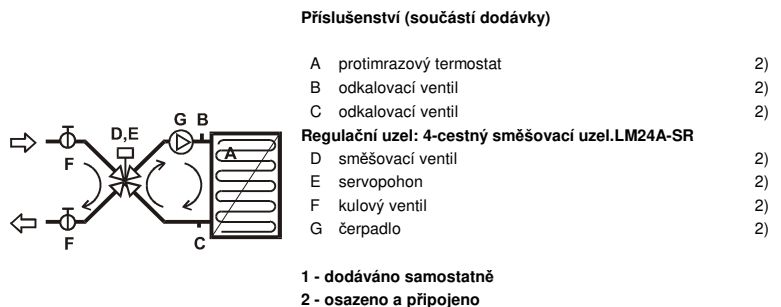 Příslušenství (součástí dodávky)
A protimrazový termostat 2)
B odkalovací ventil 2)
C odkalovací ventil 2)
Regulační uzel: 4-cestný směšovací uzel.LM24A-SR
D směšovací ventil 2)
E servopohon 2)
F kulový ventil 2)
G čerpadlo 2)
1 - dodáváno samostatně
2 - osazeno a připojeno
G B
D,E
A
F
F
C